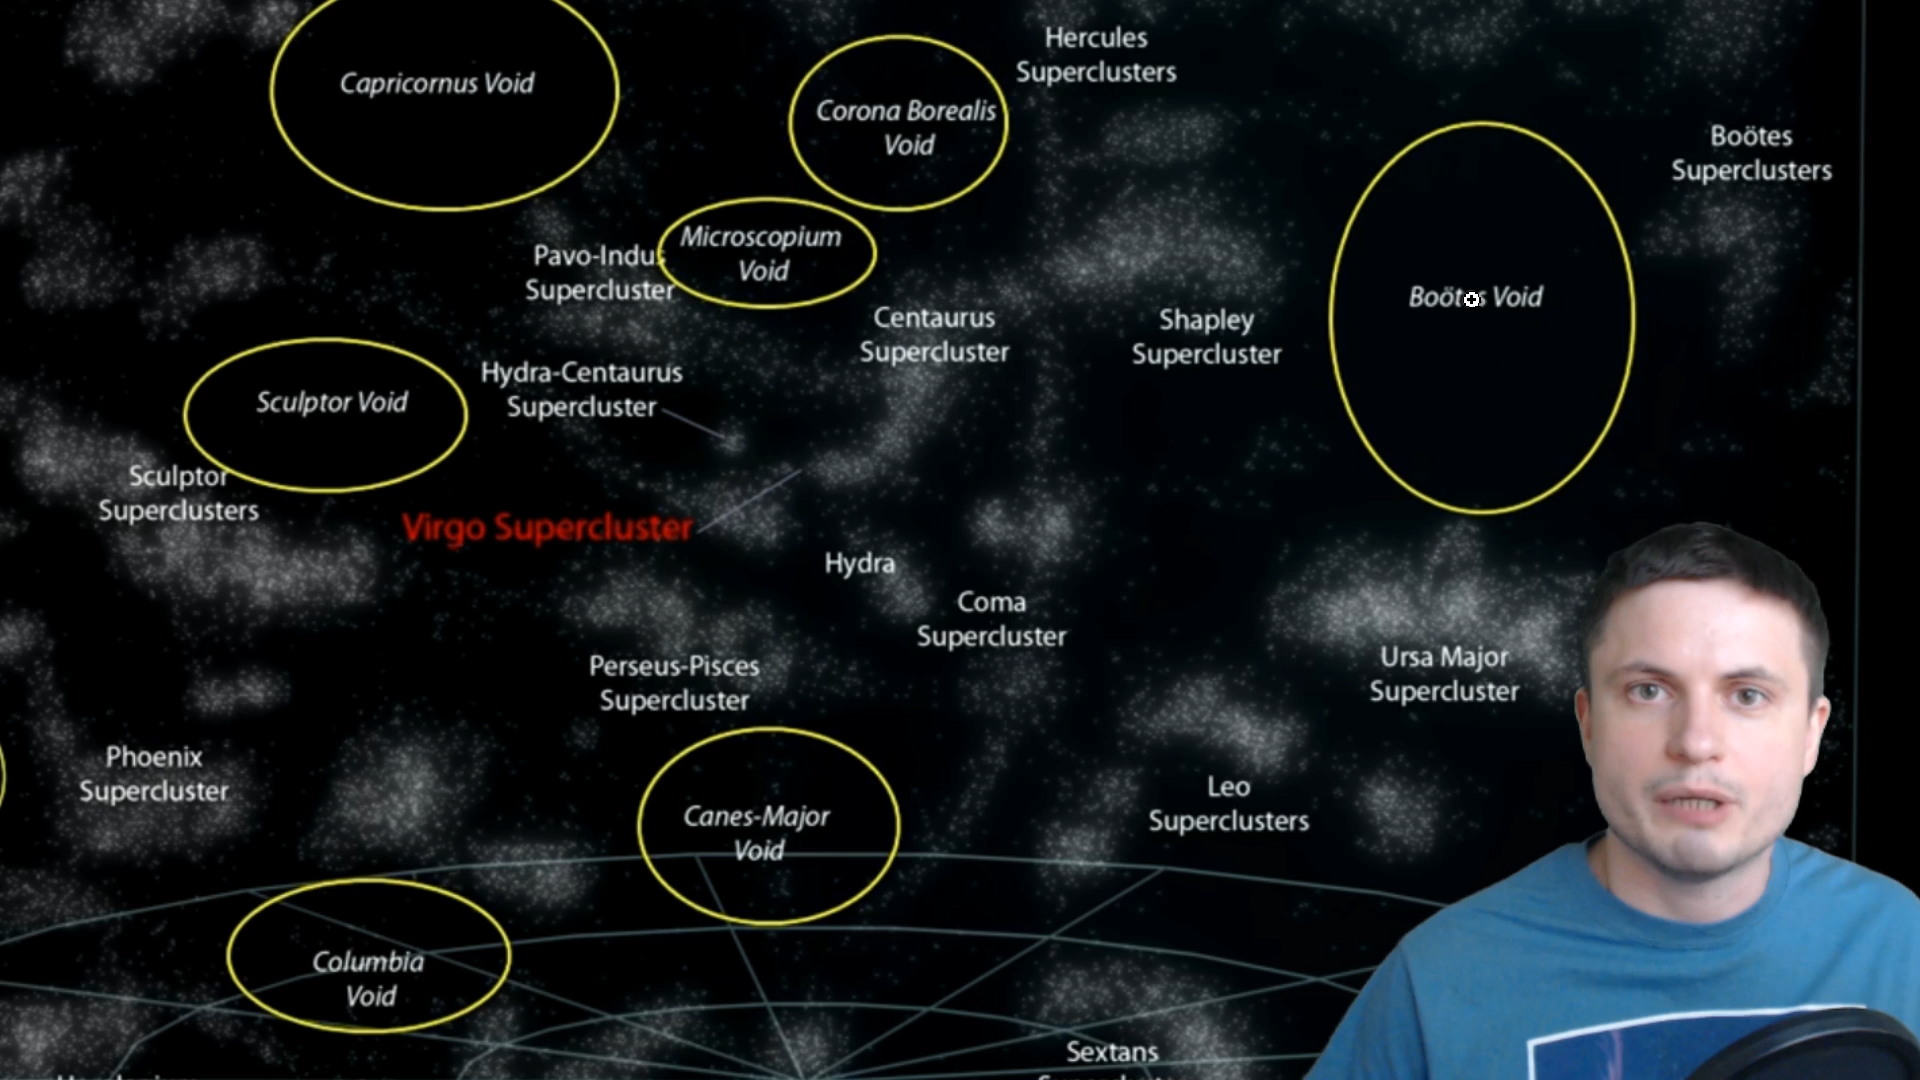 Hercules
Superclusters
Capricornus Void
Corona Borealis
Void
Boötes
Superclusters
Microscopium
Void
Pavo-Indus
Supercluster
Boötes Void
Centaurus
Supercluster
Shapley
Supercluster
Hydra-Centaurus
Supercluster
Sculptor Void
Sculptor
Superclusters
Virgo Supercluster
Hydra
Coma
Supercluster
Perseus-Pisces
Supercluster
Ursa Major
Supercluster
Phoenix
Supercluster
Leo
Superclusters
Canes-Major
Void
Columbia
Void
Sextans